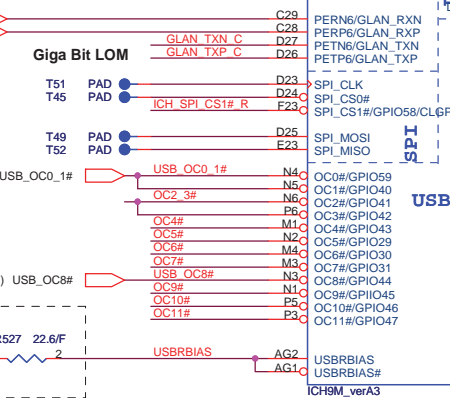 C29 PERN6/GLAN_RXN
C28 PERP6/GLAN_RXP
GLAN_TXN_C D27 PETN6/GLAN_TXN
Giga Bit LOM GLAN_TXP_C D26 PETP6/GLAN_TXP
T51 PAD D23 SPI_CLK
T45 PAD D24 SPI_CS0#
ICH_SPI_CS1#_R F23 SPI_CS1#/GPIO58/CLGP
SPI
T49 PAD D25 SPI_MOSI
T52 PAD E23 SPI_MISO
USB_OC0_1# USB_OC0_1# N4 OC0#/GPIO59
N5 OC1#/GPIO40
OC2_3# N6 OC2#/GPIO41
USB
P6 OC3#/GPIO42
OC4# M1 OC4#/GPIO43
OC5# N2 OC5#/GPIO29
OC6# M4 OC6#/GPIO30
OC7# M3 OC7#/GPIO31
) USB_OC8# USB_OC8# N3 OC8#/GPIO44
OC9# N1 OC9#/GPIIO45
OC10# P5 OC10#/GPIO46
OC11# P3 OC11#/GPIO47
R527 22.6/F
2 USBRBIAS AG2 USBRBIAS
AG1 USBRBIAS#
ICH9M_verA3